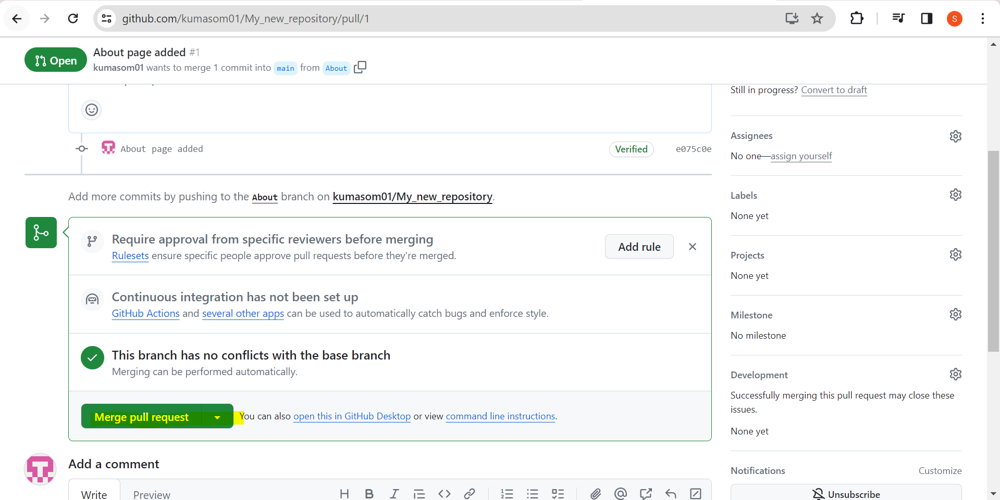 github.com/kumasom01/My_new_repository/pull/1
S
Open
About page added #1
kumasom01 wants to merge 1 commit into main from About
Still in progress? Convert to draft
About page added
Verified
e075c0e
Add more commits by pushing to the About branch on kumasom01/My_new_repository.
Require approval from specific reviewers before merging
Rulesets ensure specific people approve pull requests before they're merged.
Add rule
Continuous integration has not been set up
GitHub Actions and several other apps can be used to automatically catch bugs and enforce style.
This branch has no conflicts with the base branch
Merging can be performed automatically.
Merge pull request
You can also open this in GitHub Desktop or view command line instructions.
Add a comment
Write
Preview
Assignees
No one—assign yourself
Labels
None yet
Projects
None yet
Milestone
No milestone
Development
Successfully merging this pull request may close these
issues.
None yet
Notifications
Customize
Unsubscribe